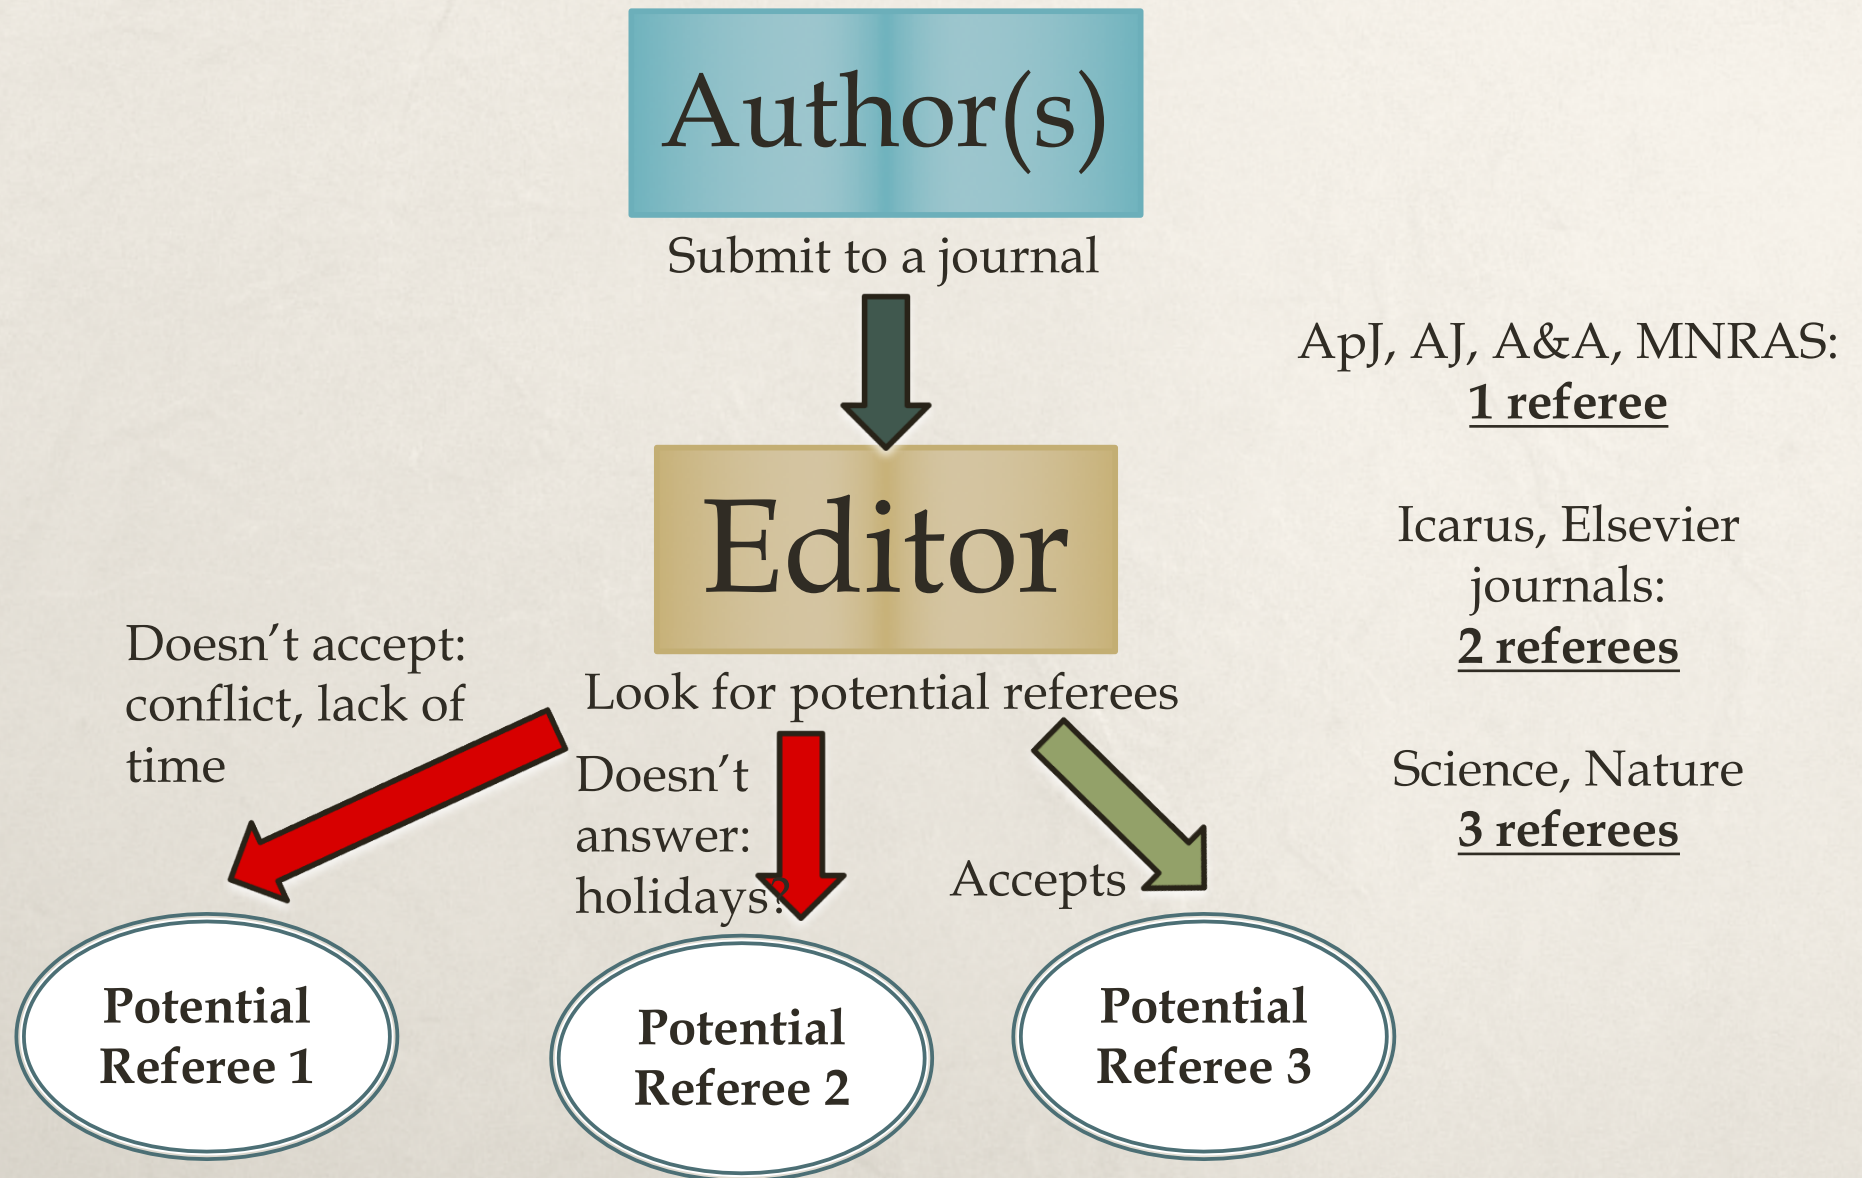 Author(s)
Submit to a journal
Editor
Look for potential referees
Doesn’t accept:
conflict, lack of
time
Doesn’t
answer:
holidays?
Accepts
Potential
Referee 1
Potential
Referee 2
Potential
Referee 3
ApJ, AJ, A&A, MNRAS:
1 referee
Icarus, Elsevier
journals:
2 referees
Science, Nature
3 referees